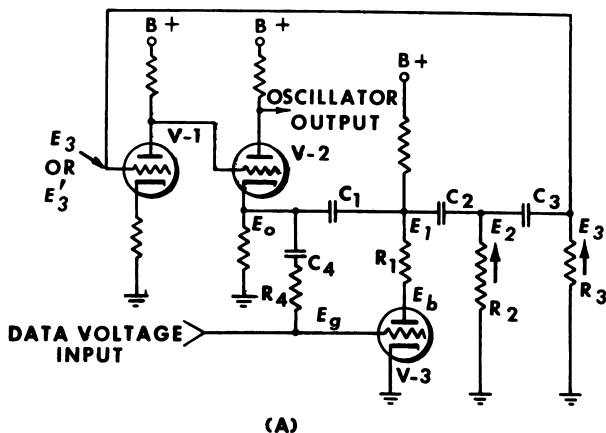 B+
B+
B+
OSCILLATOR
OUTPUT
V-1
V-2
E3
OR
E3'
C1
C2
C3
Eo
E1
E2
E3
C4
R1
R4
R2
R3
Eb
Eg
DATA VOLTAGE
INPUT
V-3
(A)